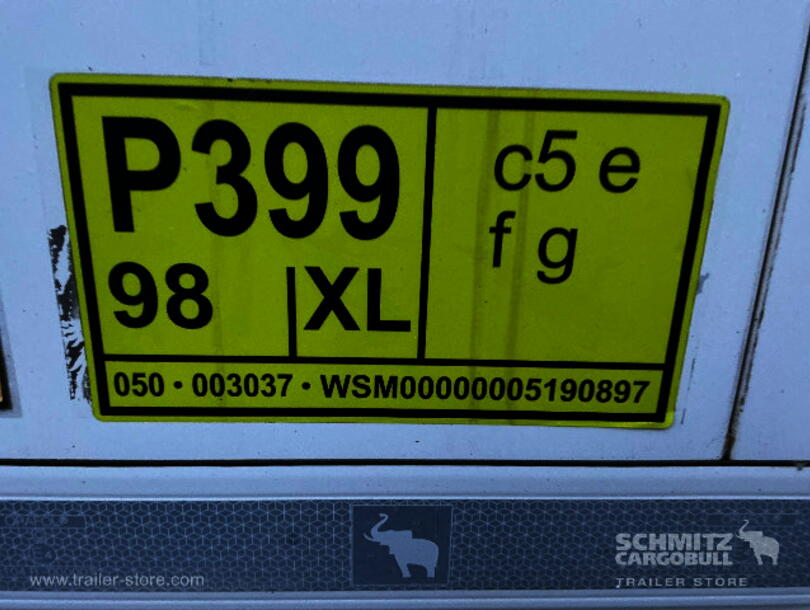 P399
98 XL
c5 e
f g
050 · 003037 · WSM00000005190897
www.trailer-store.com
SCHMITZ
CARGOBULL
TRAILER STORE